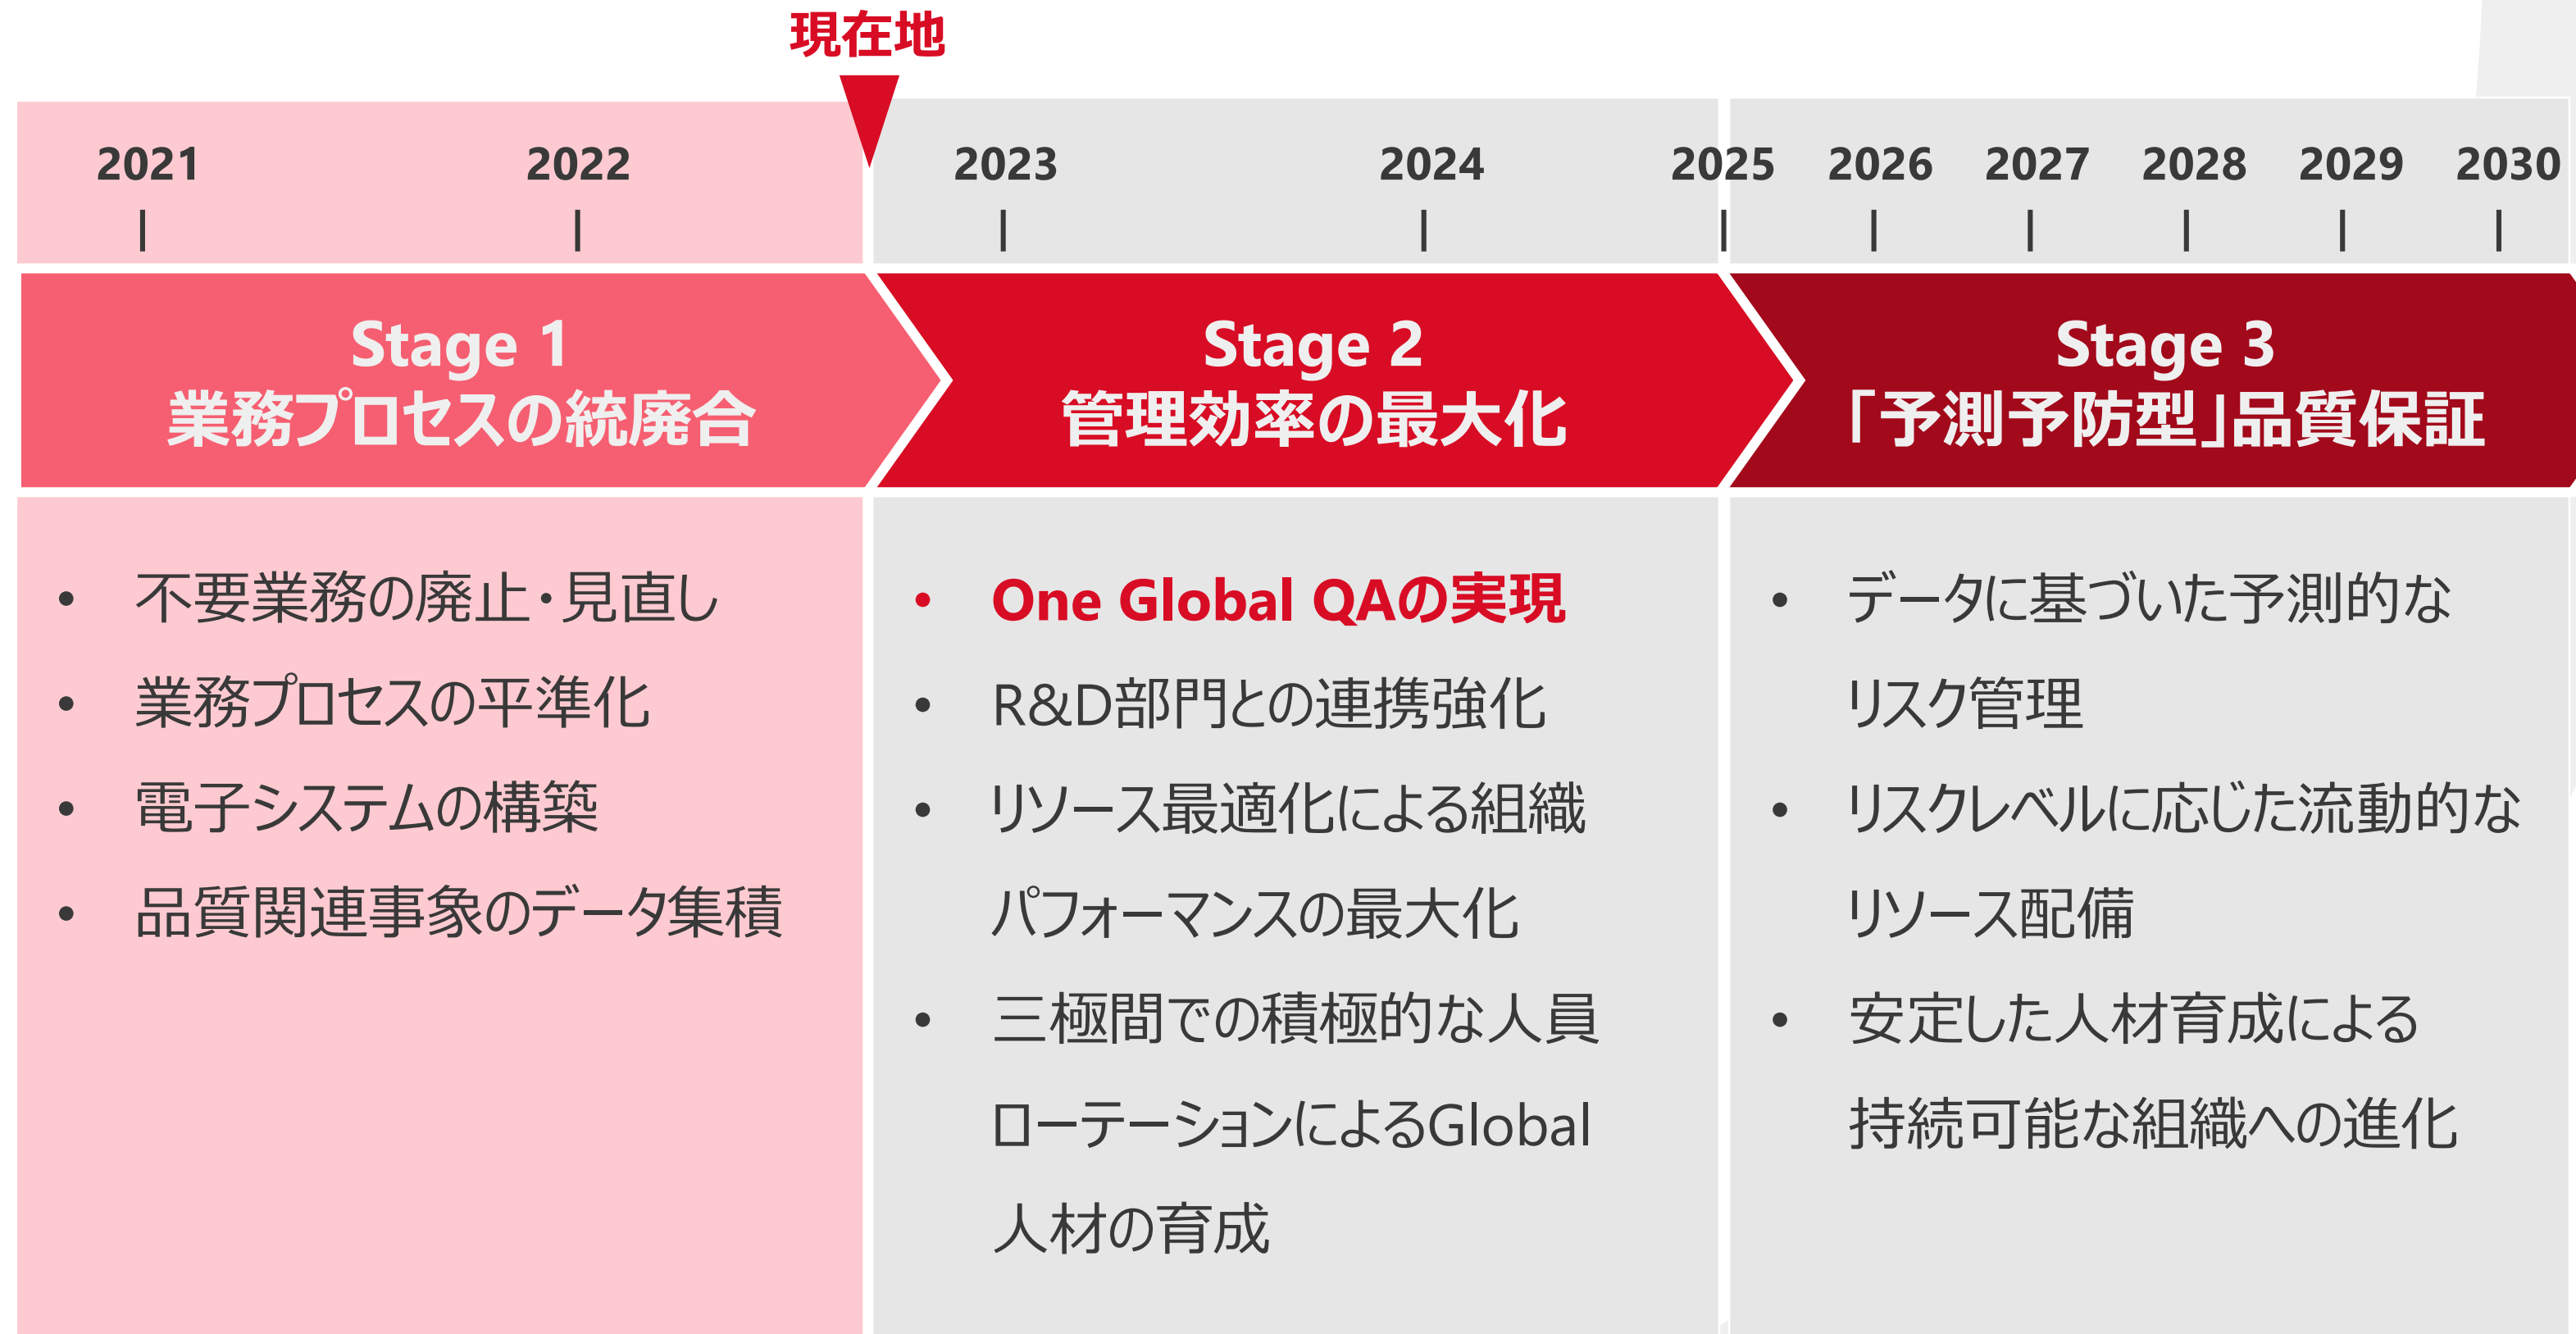 現在地
2021
2022
2023
2024
2025
2026
2027
2028
2029
2030
Stage 1
業務プロセスの統廃合
Stage 2
管理効率の最大化
Stage 3
「予測予防型」品質保証
• 不要業務の廃止・見直し
• 業務プロセスの平準化
• 電子システムの構築
• 品質関連事象のデータ集積
• One Global QAの実現
• R&D部門との連携強化
• リソース最適化による組織
パフォーマンスの最大化
• 三極間での積極的な人員
ローテーションによるGlobal
人材の育成
• データに基づいた予測的な
リスク管理
• リスクレベルに応じた流動的な
リソース配備
• 安定した人材育成による
持続可能な組織への進化